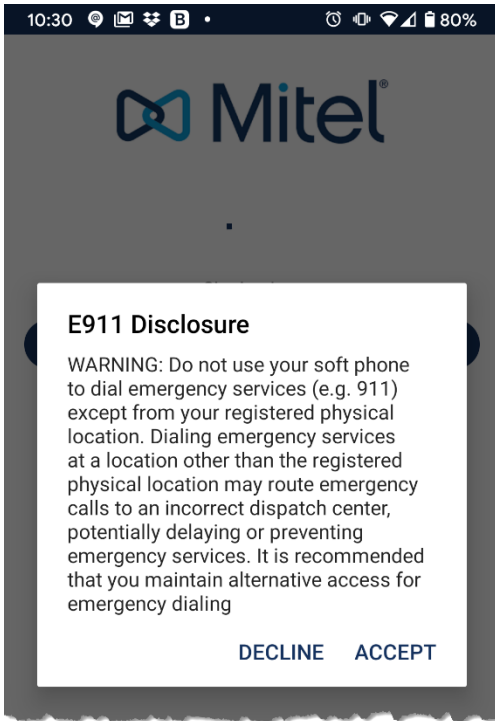 10:30 B 80%
Mitel®
E911 Disclosure
WARNING: Do not use your soft phone
to dial emergency services (e.g. 911)
except from your registered physical
location. Dialing emergency services
at a location other than the registered
physical location may route emergency
calls to an incorrect dispatch center,
potentially delaying or preventing
emergency services. It is recommended
that you maintain alternative access for
emergency dialing
DECLINE ACCEPT